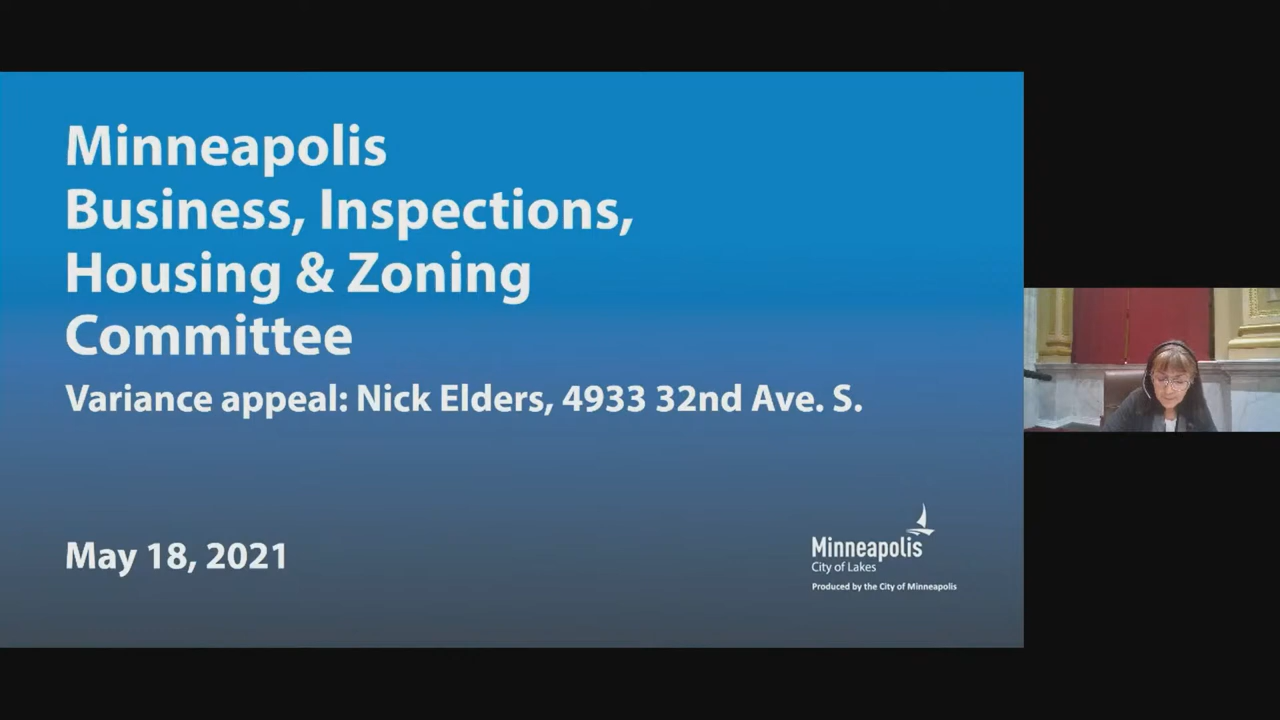 Minneapolis
Business, Inspections,
Housing & Zoning
Committee
Variance appeal: Nick Elders, 4933 32nd Ave. S.
May 18, 2021
Minneapolis
City of Lakes
Produced by the City of Minneapolis